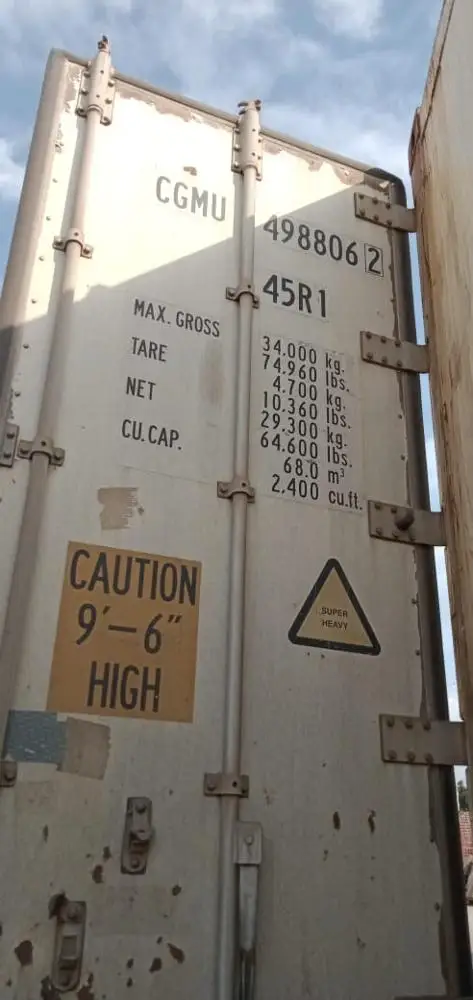 CGMU 498806 2
45R1
MAX. GROSS 34.000 kg.
74.960 lbs.
TARE 4.700 kg.
10.360 lbs.
NET 29.300 kg.
64.600 lbs.
CU.CAP. 68.0 m³
2,400 cu.ft.
CAUTION
9'–6"
HIGH
SUPER
HEAVY